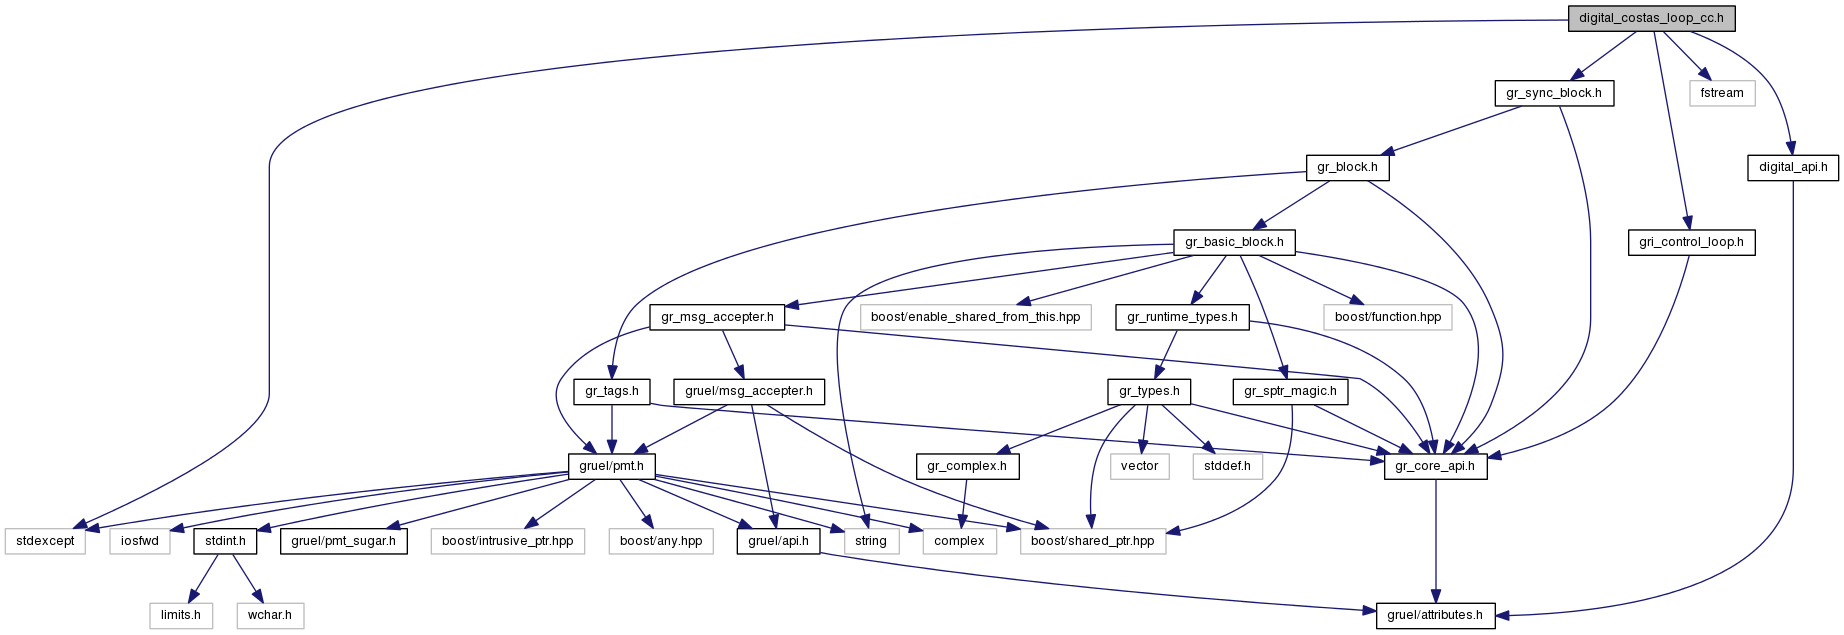 digital_costas_loop_cc.h
gr_sync_block.h
fstream
gr_block.h
digital_api.h
gr_basic_block.h
gri_control_loop.h
gr_msg_accepter.h
boost/enable_shared_from_this.hpp
gr_runtime_types.h
boost/function.hpp
gr_tags.h
gruel/msg_accepter.h
gr_types.h
gr_sptr_magic.h
gruel/pmt.h
gr_complex.h
vector
stddef.h
gr_core_api.h
stdexcept
iosfwd
stdint.h
gruel/pmt_sugar.h
boost/intrusive_ptr.hpp
boost/any.hpp
gruel/api.h
string
complex
boost/shared_ptr.hpp
limits.h
wchar.h
gruel/attributes.h